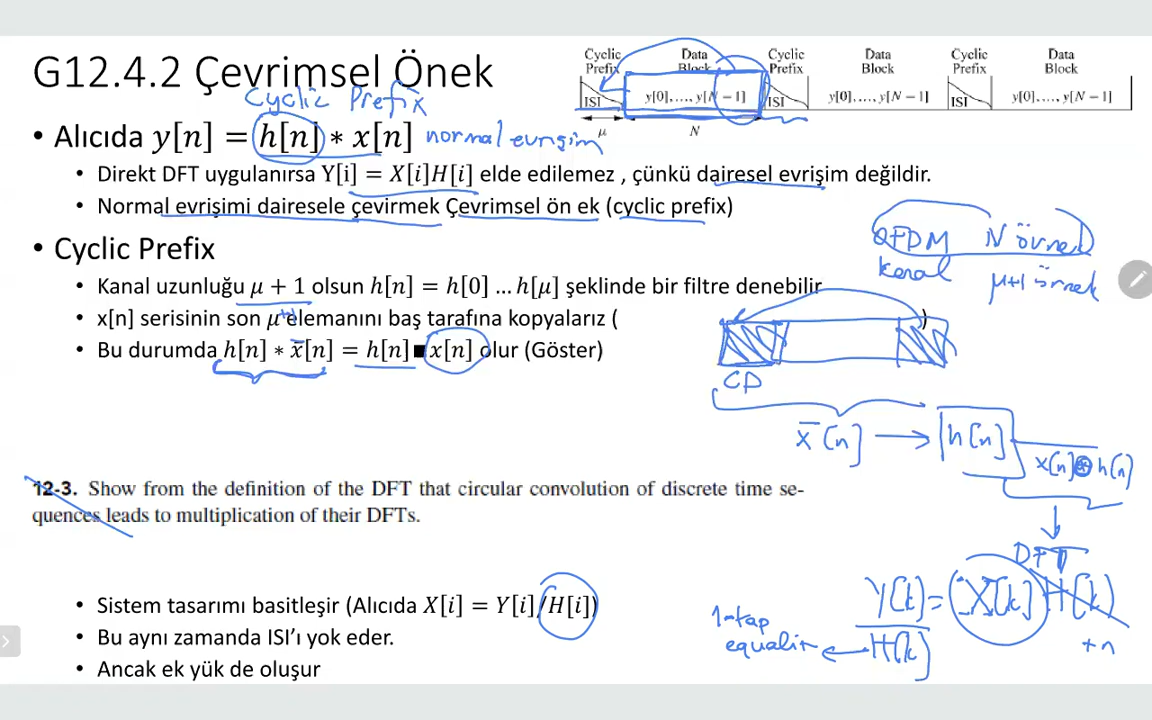 G12.4.2 Çevrimsel Önek
Cyclic Prefix
Cyclic Prefix Data Block Cyclic Prefix Data Block Cyclic Prefix Data Block
ISI y[0],..., y[N − 1] ISI y[0],..., y[N − 1] ISI y[0],..., y[N − 1]
μ N
• Alıcıda y[n] = h[n] ∗ x[n] normal evrişim
• Direkt DFT uygulanırsa Y[i] = X[i]H[i] elde edilemez , çünkü dairesel evrişim değildir.
• Normal evrişimi dairesele çevirmek Çevrimsel ön ek (cyclic prefix)
OFDM N örnek
kanal μ+1 örnek
• Cyclic Prefix
• Kanal uzunluğu μ + 1 olsun h[n] = h[0] … h[μ] şeklinde bir filtre denebilir
• x[n] serisinin son μ+1 elemanını baş tarafına kopyalarız ( )
• Bu durumda h[n] ∗ x̅[n] = h[n]■x[n] olur (Göster)
CP
x̅[n] → h[n]
x[n] ⊛ h[n]
12-3. Show from the definition of the DFT that circular convolution of discrete time se-
quences leads to multiplication of their DFTs.
DFT
Y[k] = X[k] H[k]
+n
H[k]
1-tap
• Sistem tasarımı basitleşir (Alıcıda X[i] = Y[i]/H[i])
• Bu aynı zamanda ISI’ı yok eder.
• Ancak ek yük de oluşur